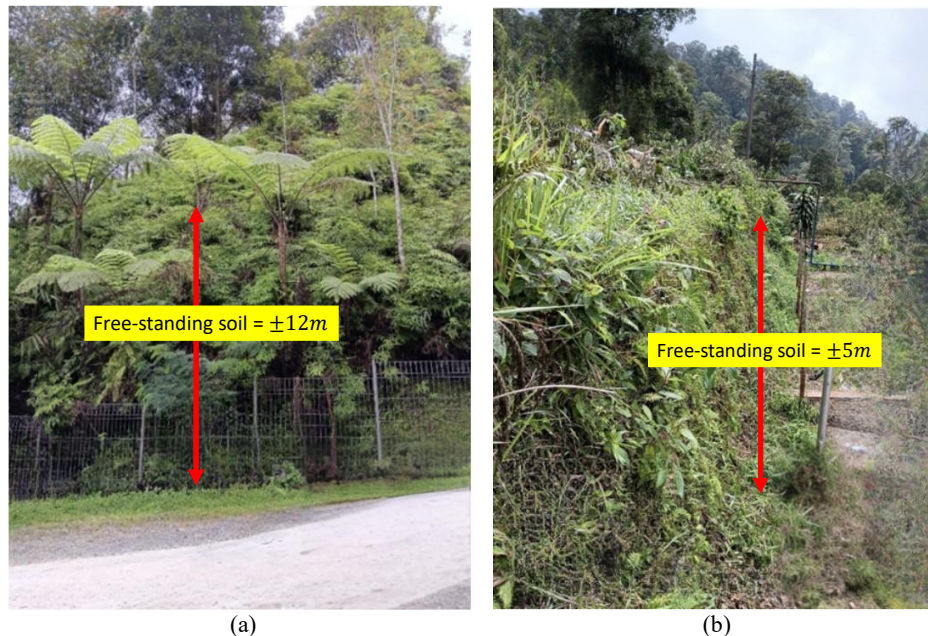 Free-standing soil = ±12m
Free-standing soil = ±5m
(a)
(b)